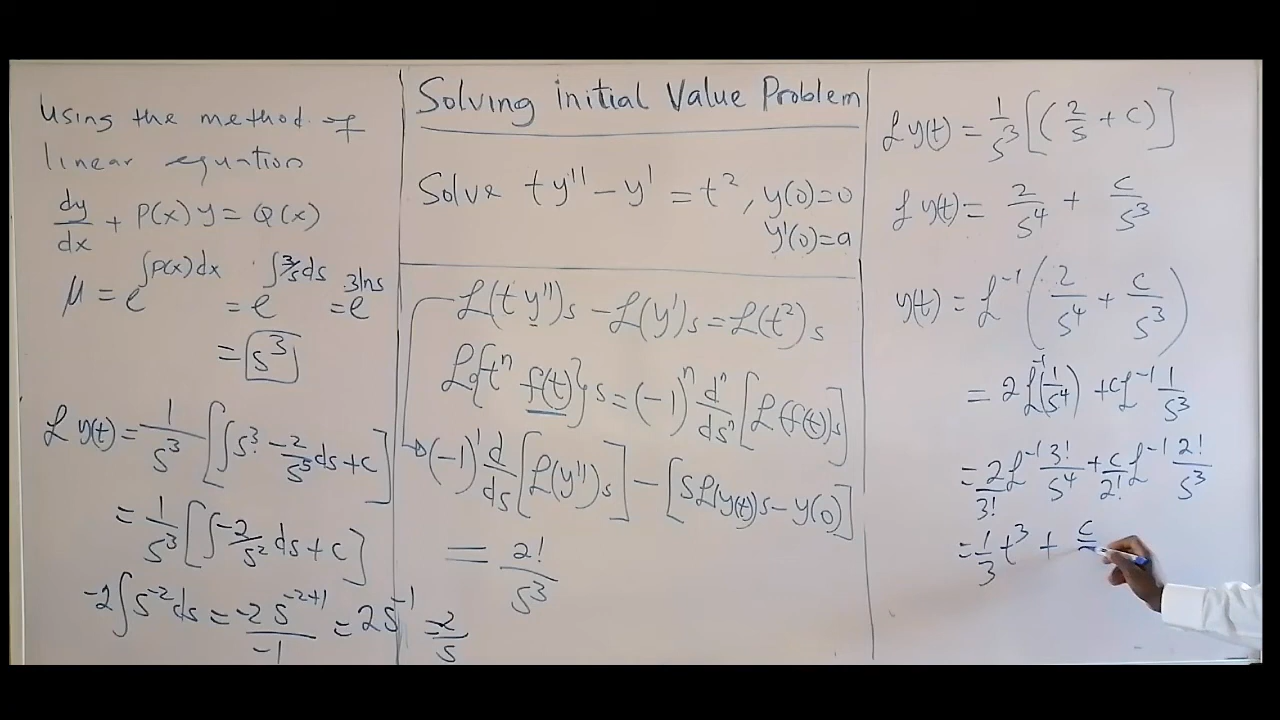 Using the method of
linear equation
dy/dx + P(x)y = Q(x)
μ = e^∫p(x)dx = e^∫3/s ds = e^3lns
= s³
ℒ y(t) = 1/s³ [∫s³ · -2/s⁵ ds + c]
= 1/s³ [∫-2/s² ds + c]
-2∫s⁻²ds = -2s⁻²⁺¹/-1 = 2s⁻¹ = 2/s
Solving initial Value Problem
Solve ty'' - y' = t², y(0)=0
y'(0)=a
ℒ(ty'')s - ℒ(y')s = ℒ(t²)s
ℒ{tⁿ f(t)}s = (-1)ⁿ dⁿ/dsⁿ [ℒ(f(t))s]
(-1)¹ d/ds [ℒ(y'')s] - [sℒ(y(t))s - y(0)]
= 2!/s³
ℒ y(t) = 1/s³ [(2/s + c)]
ℒ y(t) = 2/s⁴ + c/s³
y(t) = ℒ⁻¹(2/s⁴ + c/s³)
= 2ℒ⁻¹(1/s⁴) + cℒ⁻¹ 1/s³
= 2/3! ℒ⁻¹ 3!/s⁴ + c/2! ℒ⁻¹ 2!/s³
= 1/3 t³ + c